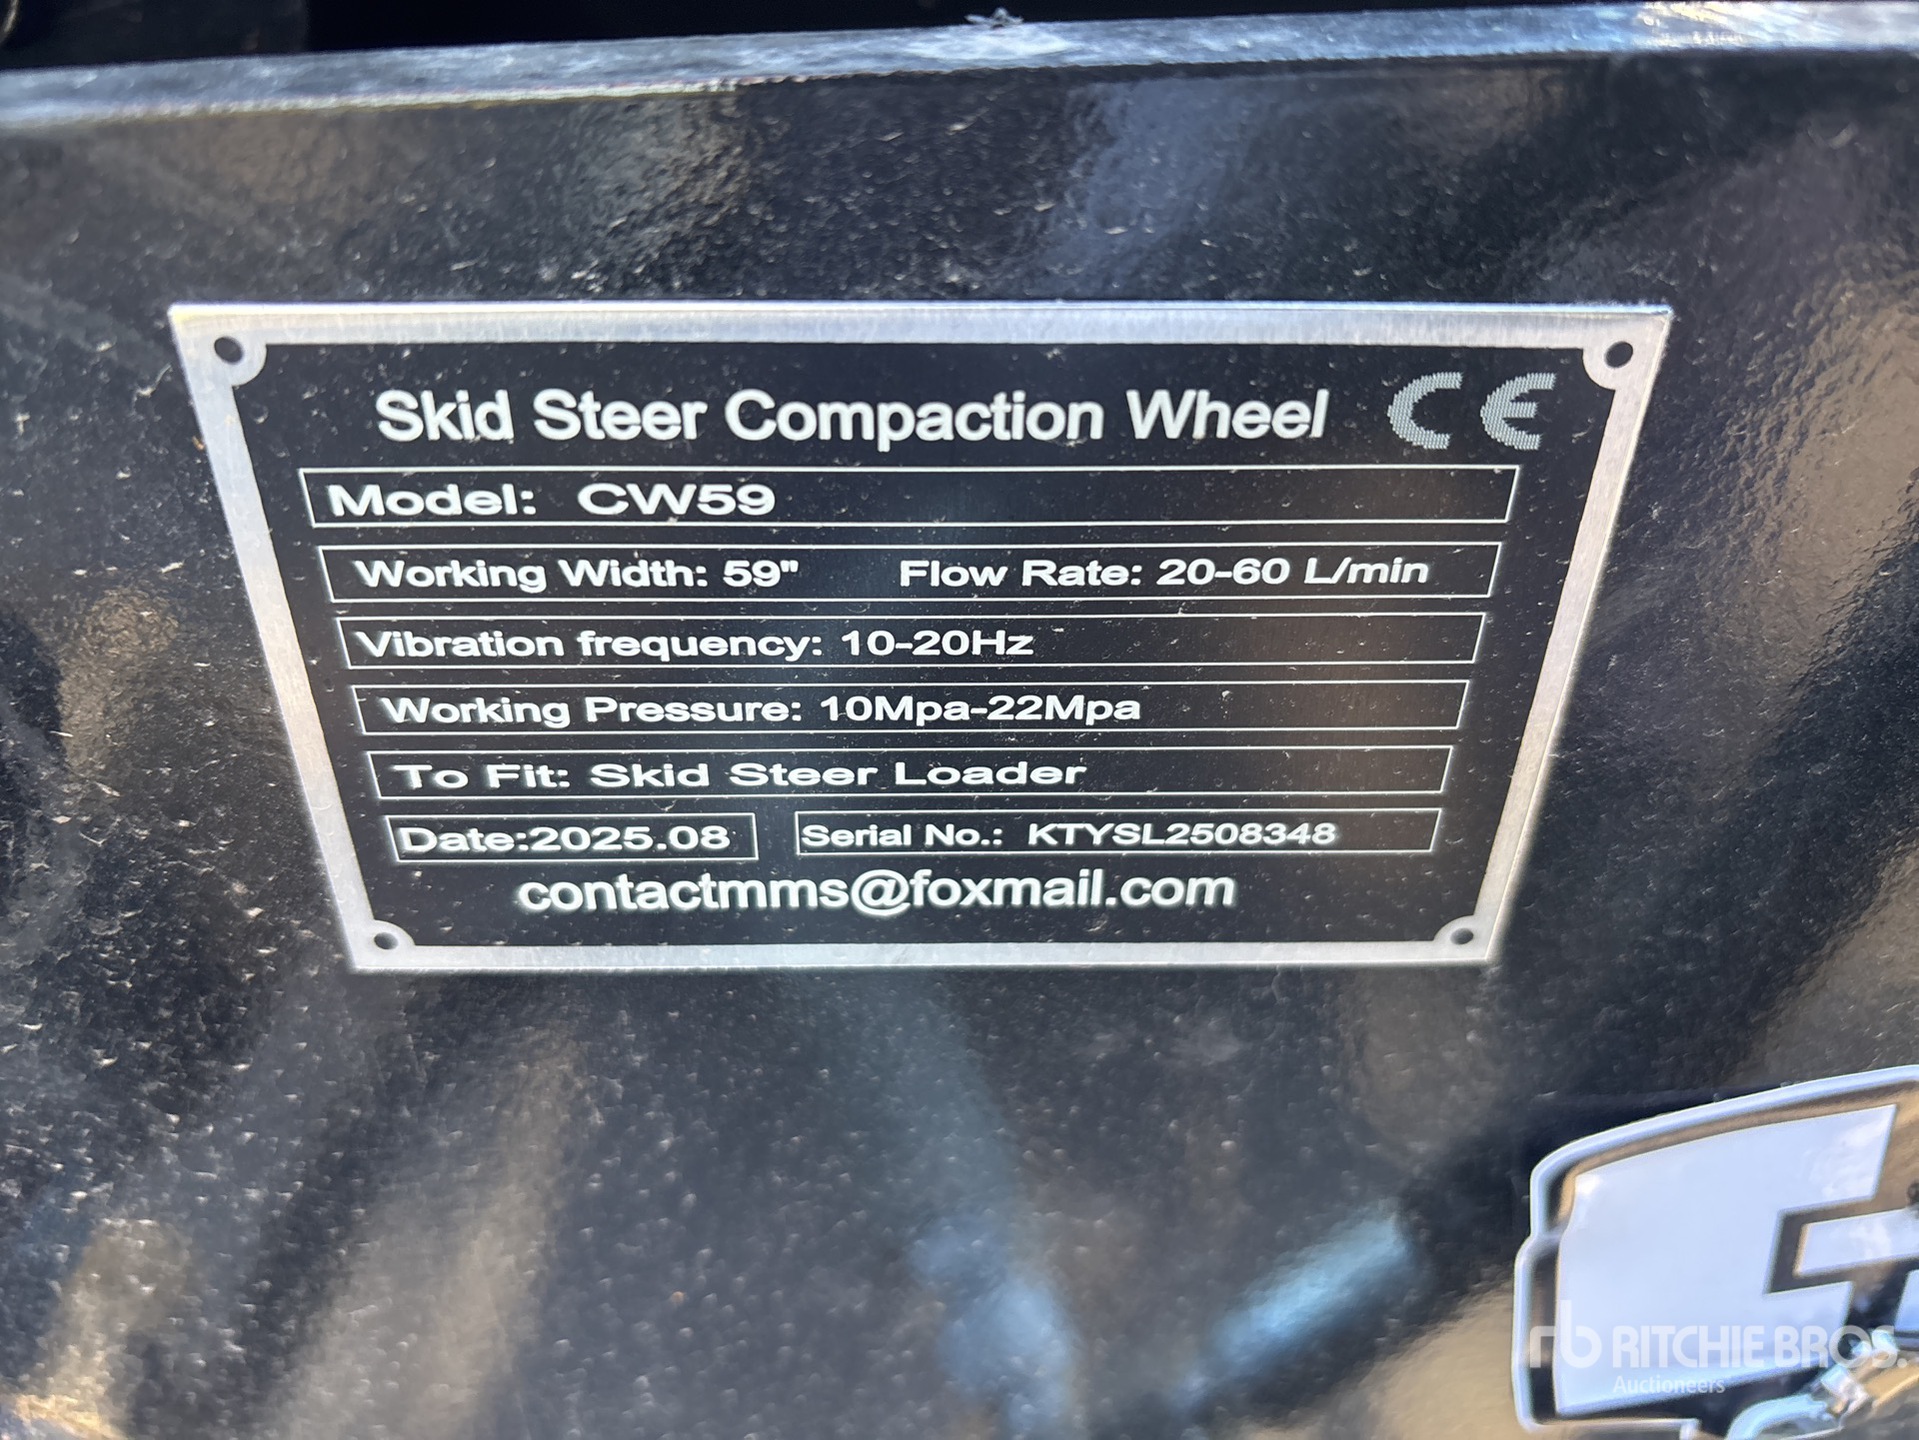 Skid Steer Compaction Wheel CE
Model: CW59
Working Width: 59" Flow Rate: 20-60 L/min
Vibration frequency: 10-20Hz
Working Pressure: 10Mpa-22Mpa
To Fit: Skid Steer Loader
Date:2025.08 Serial No.: KTYSL2508348
contactmms@foxmail.com
rb RITCHIE BROS.
Auctioneers